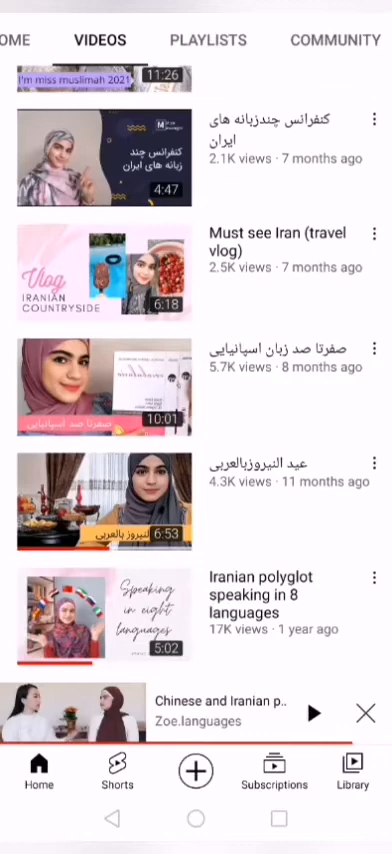 OME VIDEOS PLAYLISTS COMMUNITY
I'm miss muslimah 2021
11:26
کنفرانس چندزبانه های
ایران
2.1K views · 7 months ago
کنفرانس چند
زبانه های ایران
4:47
Must see Iran (travel
vlog)
2.5K views · 7 months ago
Vlog
IRANIAN
COUNTRYSIDE
6:18
صفرتا صد زبان اسپانیایی
5.7K views · 8 months ago
صفرتا صد اسپانیایی
10:01
عید النیروزبالعربی
4.3K views · 11 months ago
النیروز بالعربی
6:53
Iranian polyglot
speaking in 8
languages
17K views · 1 year ago
Speaking
in eight
languages
5:02
Chinese and Iranian p..
Zoe.languages
Home Shorts Subscriptions Library